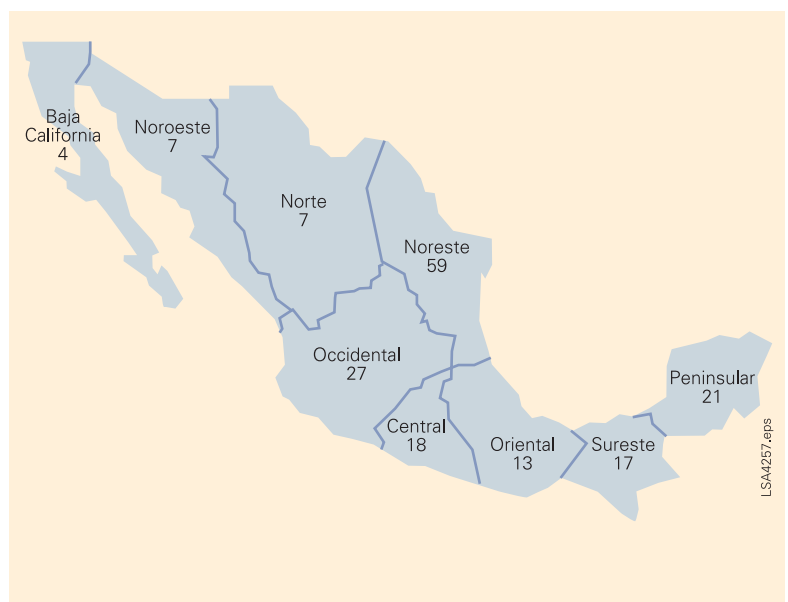 Baja
California
4
Noroeste
7
Norte
7
Noreste
59
Occidental
27
Central
18
Oriental
13
Sureste
17
Peninsular
21
LSA4257.eps